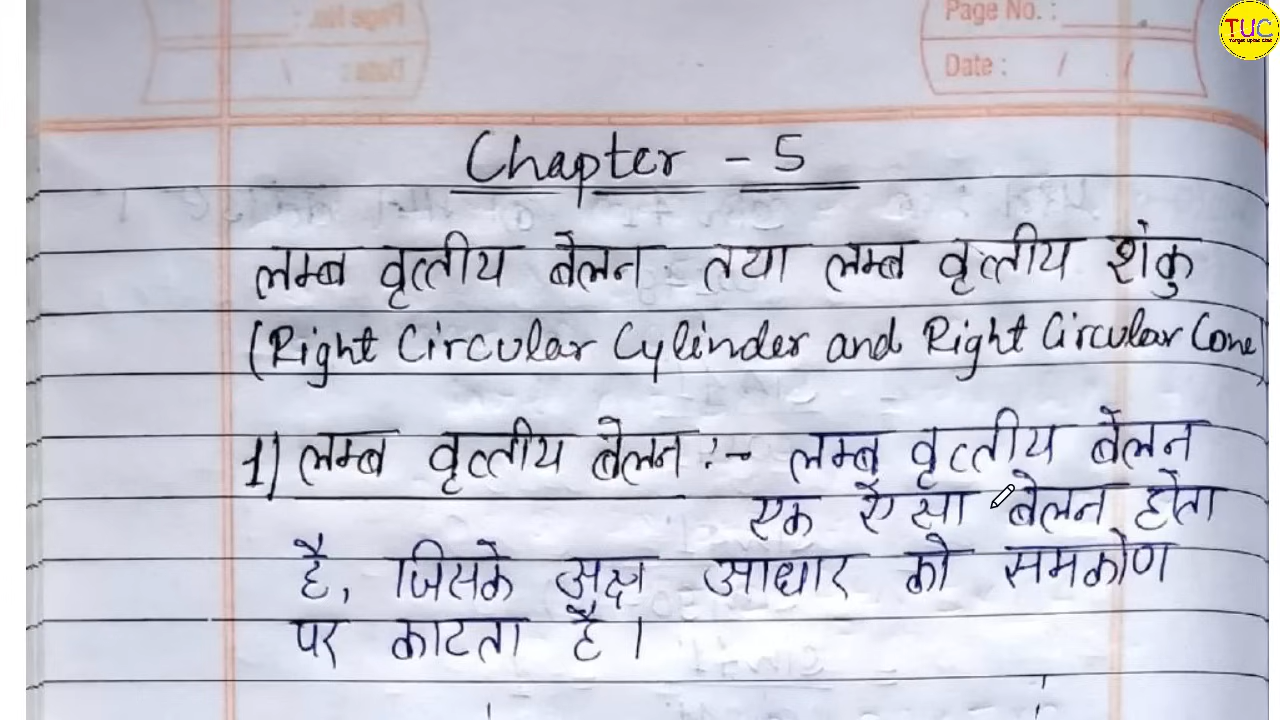 Page No. :
Date : / /
TUC
Chapter - 5
लम्ब वृत्तीय बेलन तथा लम्ब वृत्तीय शंकु
(Right Circular Cylinder and Right Circular Cone)
1) लम्ब वृत्तीय बेलन :- लम्ब वृत्तीय बेलन
एक ऐसा बेलन होता
है, जिसके अक्ष आधार को समकोण
पर काटता है।